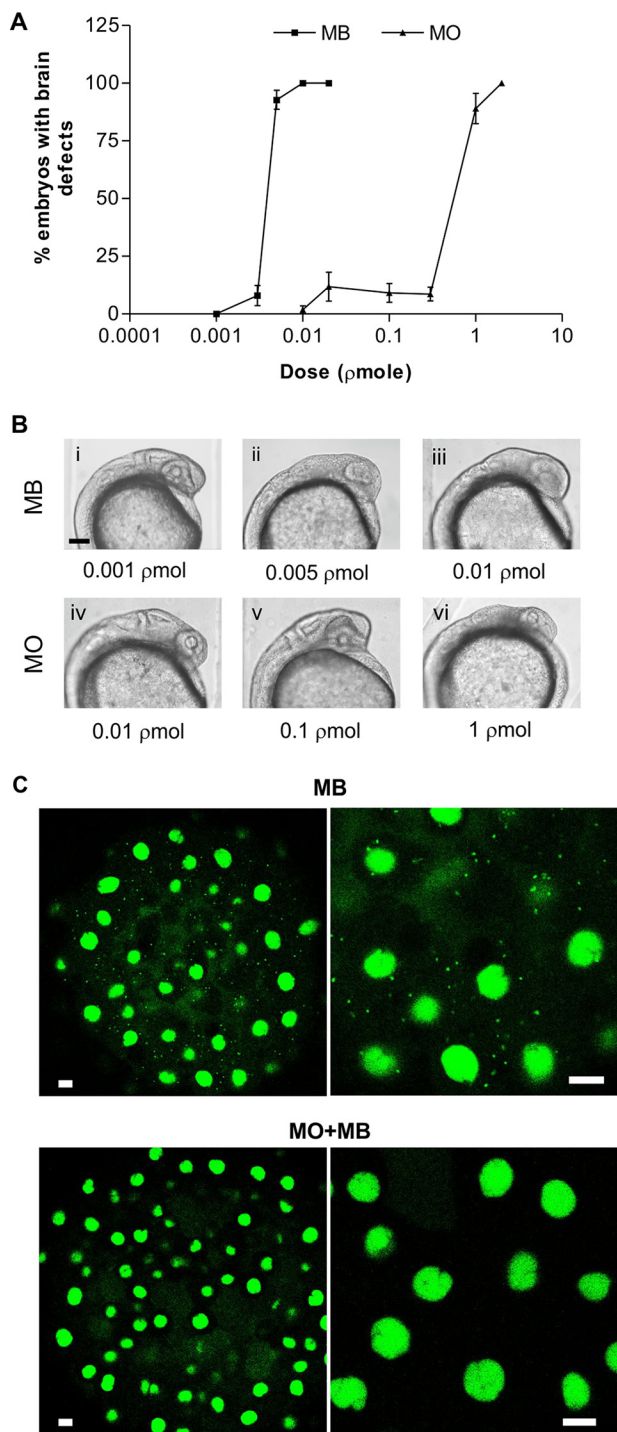 A
MB MO
% embryos with brain
defects
125
100
75
50
25
0
0.0001 0.001 0.01 0.1 1 10
Dose (ρmole)
B
MB
i ii iii
0.001 ρmol 0.005 ρmol 0.01 ρmol
MO
iv v vi
0.01 ρmol 0.1 ρmol 1 ρmol
C
MB
MO+MB